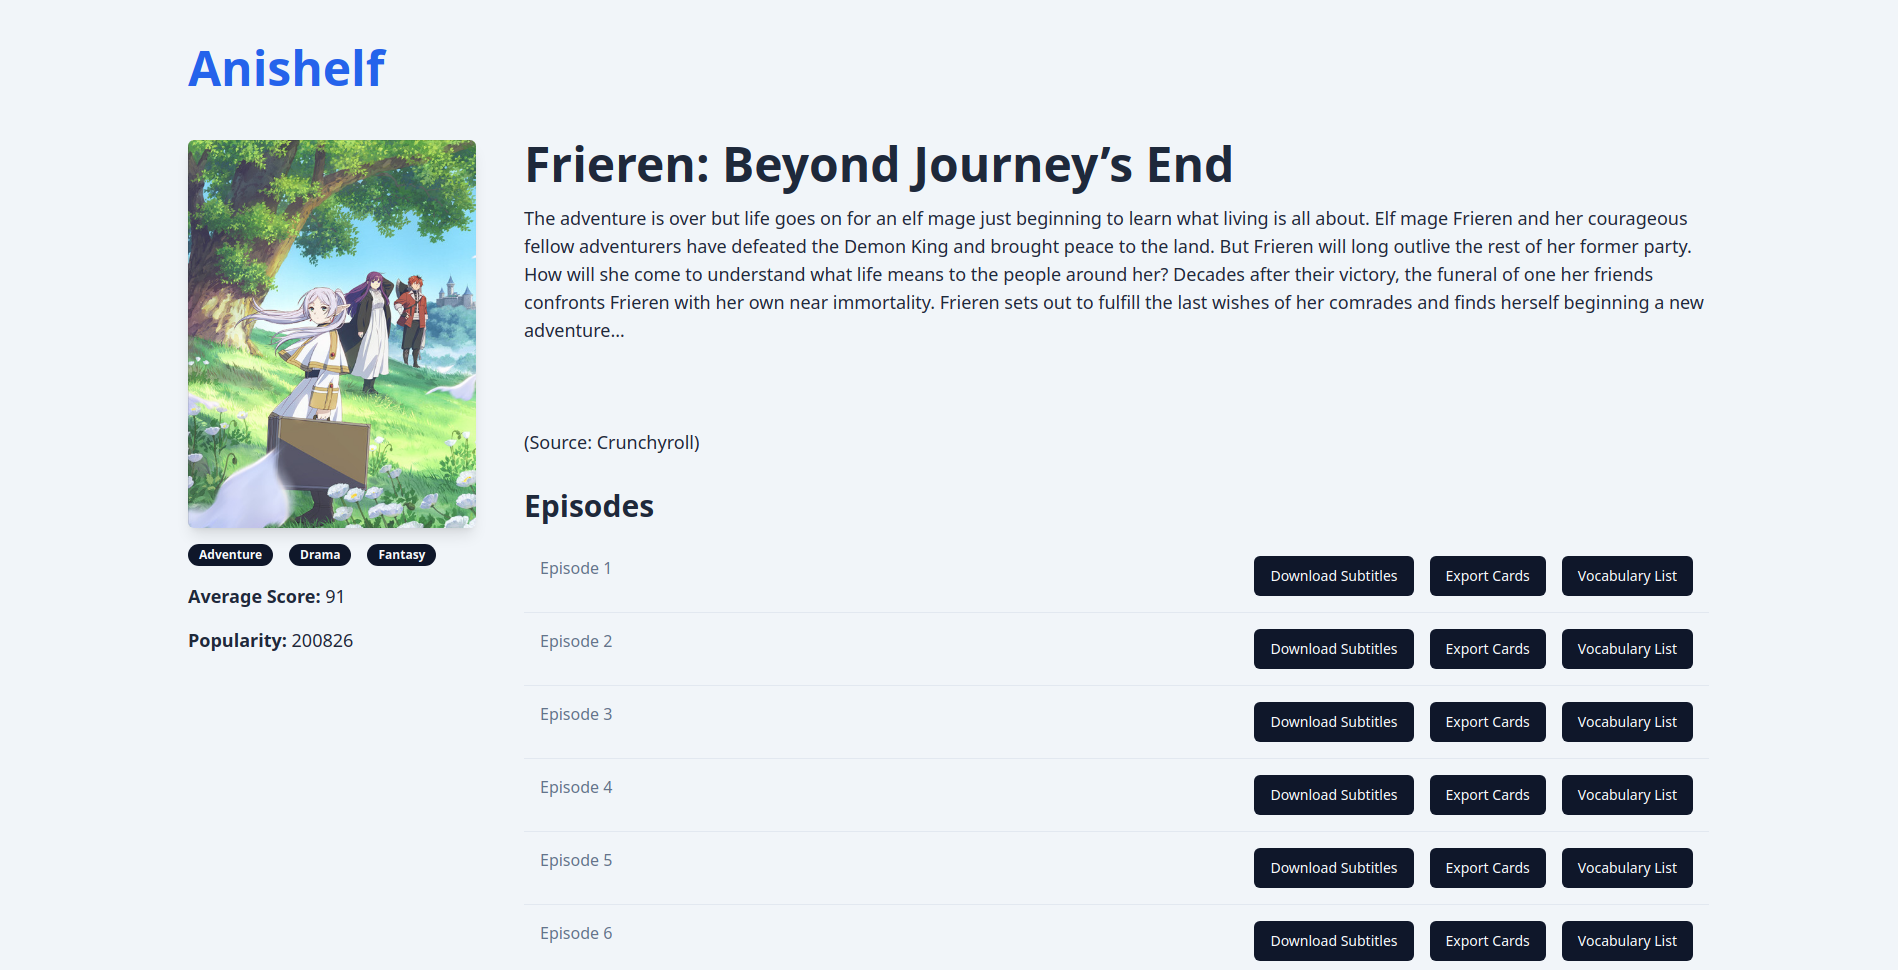 Anishelf
Frieren: Beyond Journey’s End
The adventure is over but life goes on for an elf mage just beginning to learn what living is all about. Elf mage Frieren and her courageous
fellow adventurers have defeated the Demon King and brought peace to the land. But Frieren will long outlive the rest of her former party.
How will she come to understand what life means to the people around her? Decades after their victory, the funeral of one her friends
confronts Frieren with her own near immortality. Frieren sets out to fulfill the last wishes of her comrades and finds herself beginning a new
adventure...
(Source: Crunchyroll)
Adventure Drama Fantasy
Average Score: 91
Popularity: 200826
Episodes
Episode 1 Download Subtitles Export Cards Vocabulary List
Episode 2 Download Subtitles Export Cards Vocabulary List
Episode 3 Download Subtitles Export Cards Vocabulary List
Episode 4 Download Subtitles Export Cards Vocabulary List
Episode 5 Download Subtitles Export Cards Vocabulary List
Episode 6 Download Subtitles Export Cards Vocabulary List